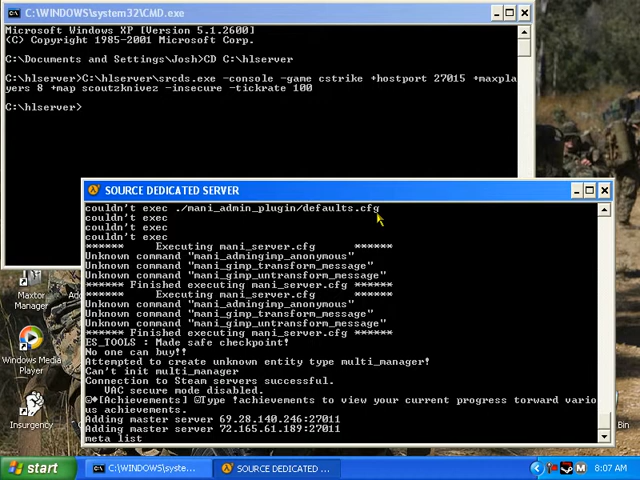 C:\WINDOWS\system32\CMD.exe
Microsoft Windows XP [Version 5.1.2600]
(C) Copyright 1985-2001 Microsoft Corp.
C:\Documents and Settings\Josh>CD C:\hlserver
C:\hlserver>C:\hlserver\srcds.exe -console -game cstrike +hostport 27015 +maxpla
yers 8 +map scoutzknivez -insecure -tickrate 100
C:\hlserver>
SOURCE DEDICATED SERVER
couldn't exec ./mani_admin_plugin/defaults.cfg
couldn't exec
couldn't exec
couldn't exec
****** Executing mani_server.cfg ******
Unknown command "mani_admingimp_anonymous"
Unknown command "mani_gimp_transform_message"
Unknown command "mani_gimp_untransform_message"
****** Finished executing mani_server.cfg ******
****** Executing mani_server.cfg ******
Unknown command "mani_admingimp_anonymous"
Unknown command "mani_gimp_transform_message"
Unknown command "mani_gimp_untransform_message"
****** Finished executing mani_server.cfg ******
ES_TOOLS : Made safe checkpoint!
No one can buy!!
Attempted to create unknown entity type multi_manager!
Can't init multi_manager
Connection to Steam servers successful.
VAC secure mode disabled.
[Achievements] Type !achievements to view your current progress torward vario
us achievements.
Adding master server 69.28.140.246:27011
Adding master server 72.165.61.189:27011
meta list
Maxtor
Manager
Windows Media
Player
Insurgency
Bin
start
C:\WINDOWS\syste...
SOURCE DEDICATED ...
8:07 AM